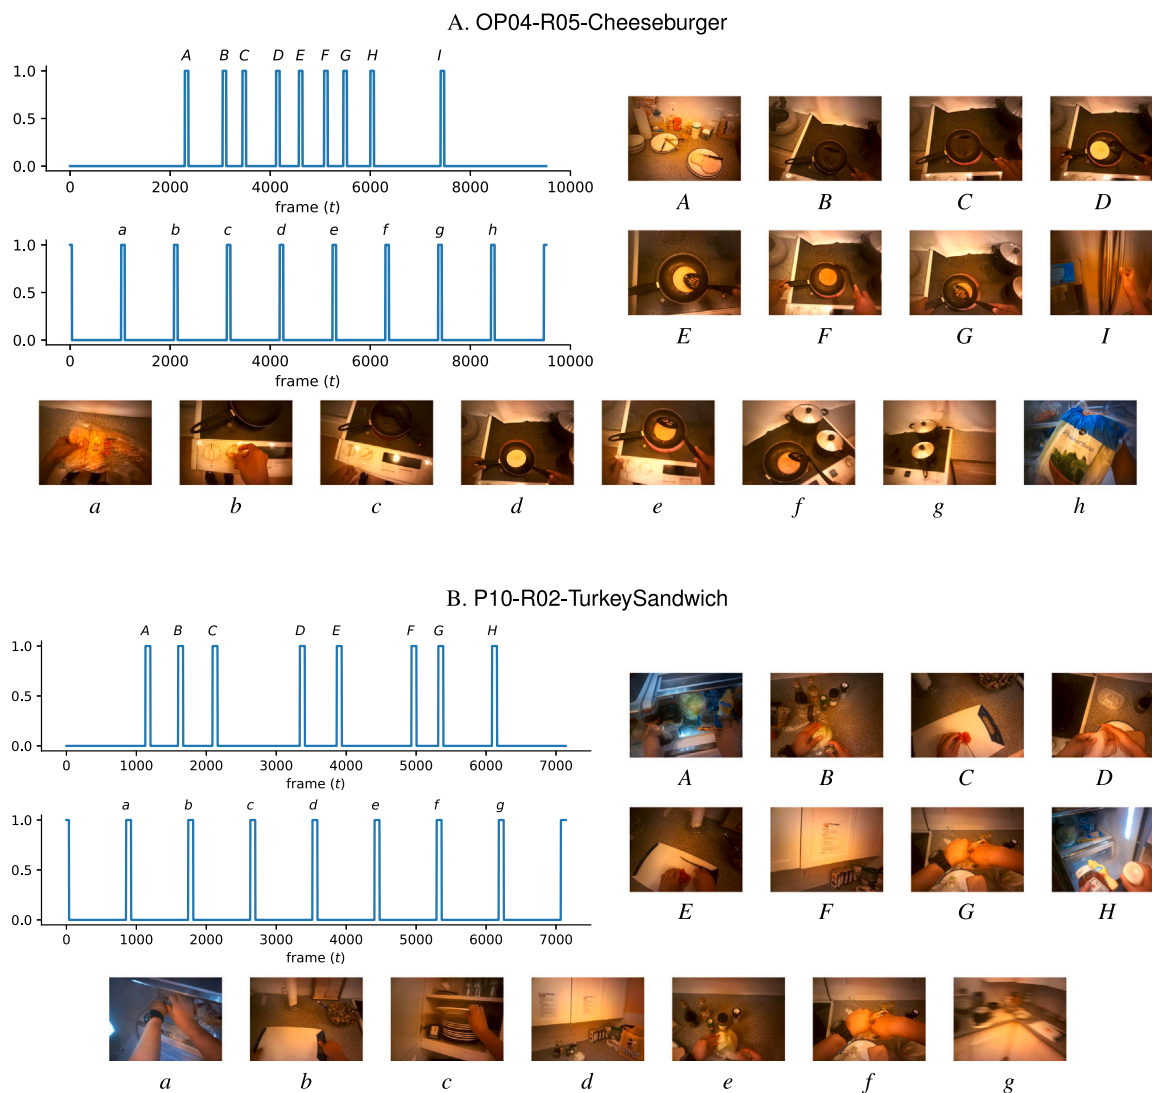 A. OP04-R05-Cheeseburger
A B C D E F G H I
1.0
0.5
0.0
0 2000 4000 6000 8000 10000
frame (t)
a b c d e f g h
1.0
0.5
0.0
0 2000 4000 6000 8000 10000
frame (t)
A B C D
E F G I
a b c d e f g h
B. P10-R02-TurkeySandwich
A B C D E F G H
1.0
0.5
0.0
0 1000 2000 3000 4000 5000 6000 7000
frame (t)
a b c d e f g
1.0
0.5
0.0
0 1000 2000 3000 4000 5000 6000 7000
frame (t)
A B C D
E F G H
a b c d e f g